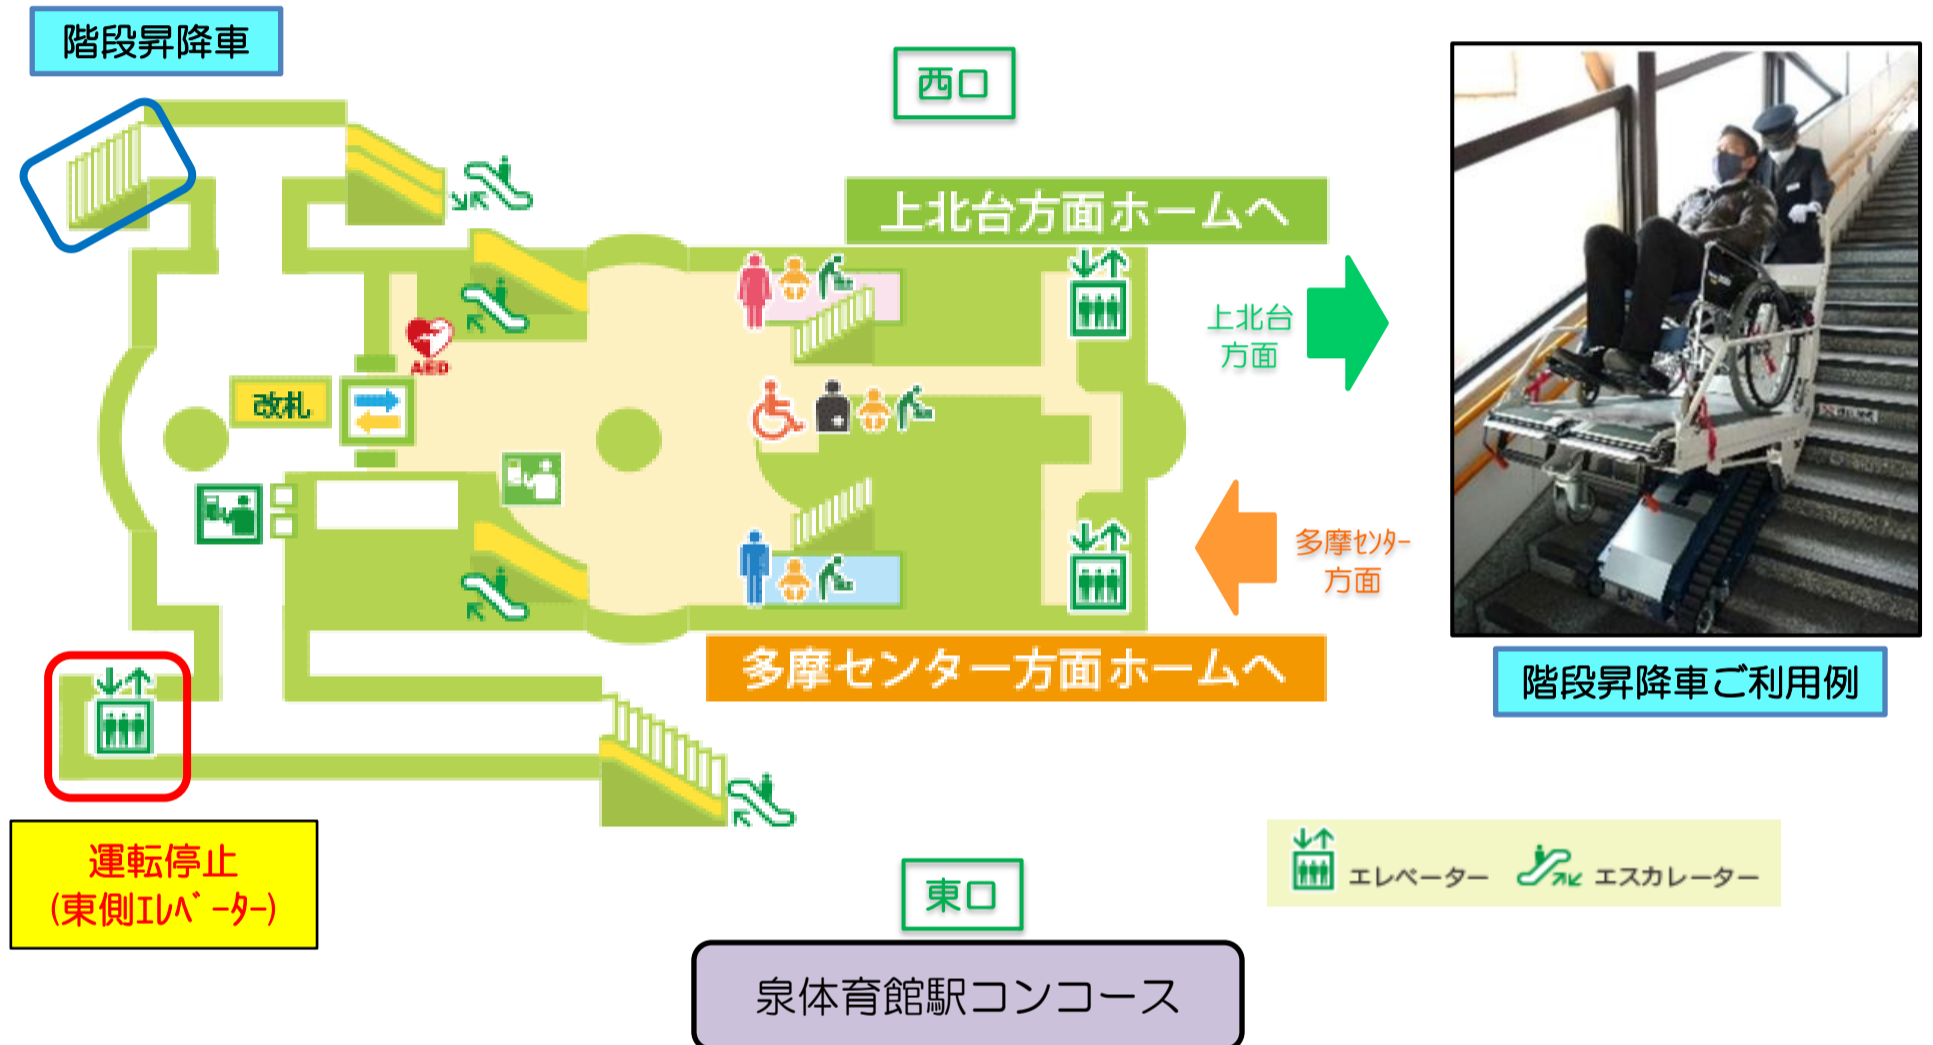 階段昇降車
西口
上北台方面ホームへ
上北台
方面
AED
改札
多摩ｾﾝﾀｰ
方面
多摩センター方面ホームへ
階段昇降車ご利用例
運転停止
(東側ｴﾚﾍﾞｰﾀｰ)
エレベーター
エスカレーター
東口
泉体育館駅コンコース